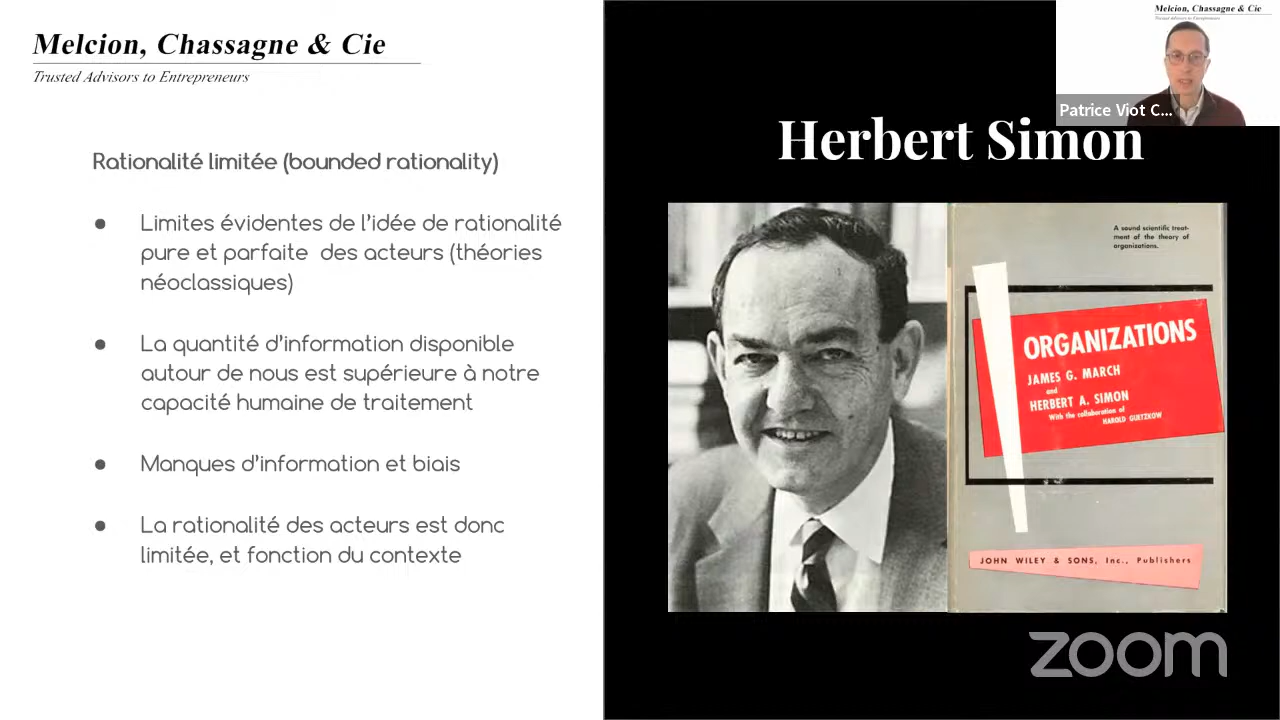 Melcion, Chassagne & Cie
Trusted Advisors to Entrepreneurs
Rationalité limitée (bounded rationality)
● Limites évidentes de l'idée de rationalité
pure et parfaite des acteurs (théories
néoclassiques)
● La quantité d'information disponible
autour de nous est supérieure à notre
capacité humaine de traitement
● Manques d'information et biais
● La rationalité des acteurs est donc
limitée, et fonction du contexte
Melcion, Chassagne & Cie
Trusted Advisors to Entrepreneurs
Patrice Viot C...
Herbert Simon
A sound scientific treat-
ment of the theory of
organizations.
ORGANIZATIONS
JAMES G. MARCH
and
HERBERT A. SIMON
With the collaboration of
HAROLD GUETZKOW
JOHN WILEY & SONS, Inc., Publishers
zoom